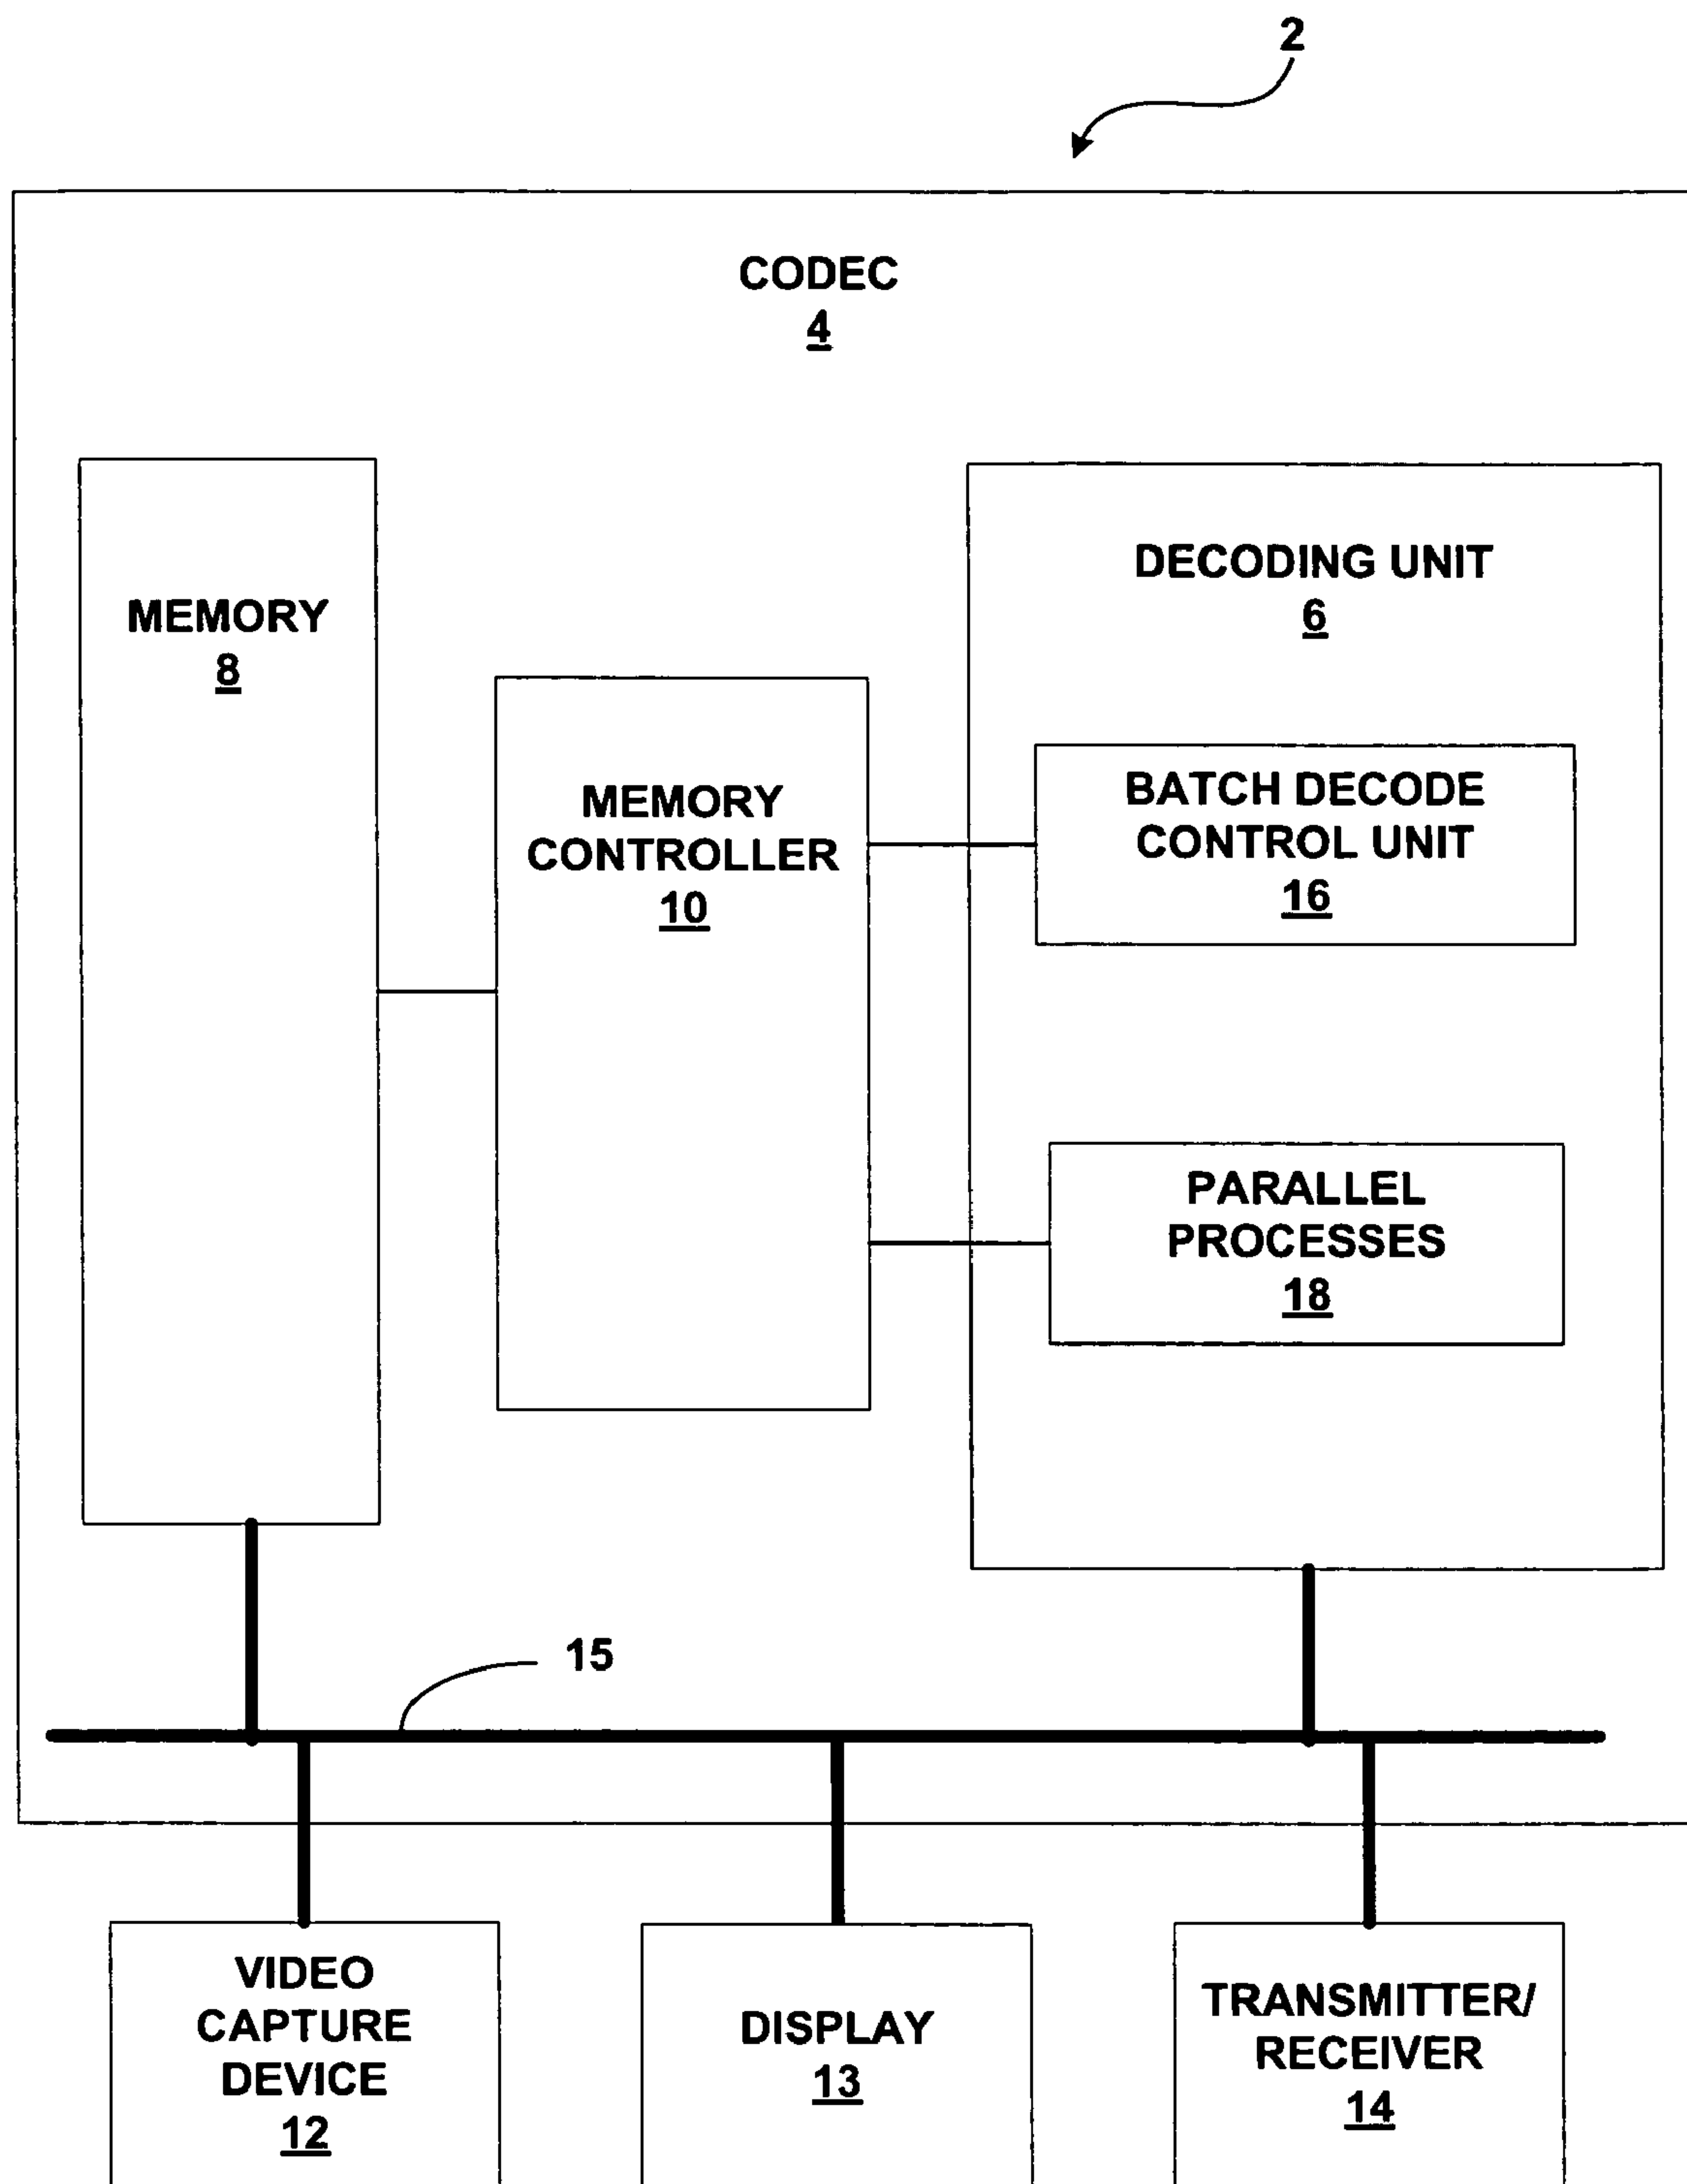 2
CODEC
4
MEMORY
8
MEMORY
CONTROLLER
10
DECODING UNIT
6
BATCH DECODE
CONTROL UNIT
16
PARALLEL
PROCESSES
18
15
VIDEO
CAPTURE
DEVICE
12
DISPLAY
13
TRANSMITTER/
RECEIVER
14